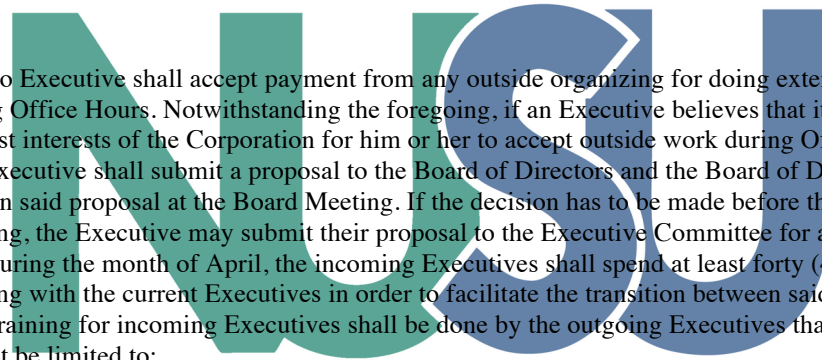 o Executive shall accept payment from any outside organizing for doing exte
g Office Hours. Notwithstanding the foregoing, if an Executive believes that i
st interests of the Corporation for him or her to accept outside work during O
xecutive shall submit a proposal to the Board of Directors and the Board of D
n said proposal at the Board Meeting. If the decision has to be made before th
ng, the Executive may submit their proposal to the Executive Committee for a
uring the month of April, the incoming Executives shall spend at least forty (
ng with the current Executives in order to facilitate the transition between said
raining for incoming Executives shall be done by the outgoing Executives tha
t be limited to:
NUSU